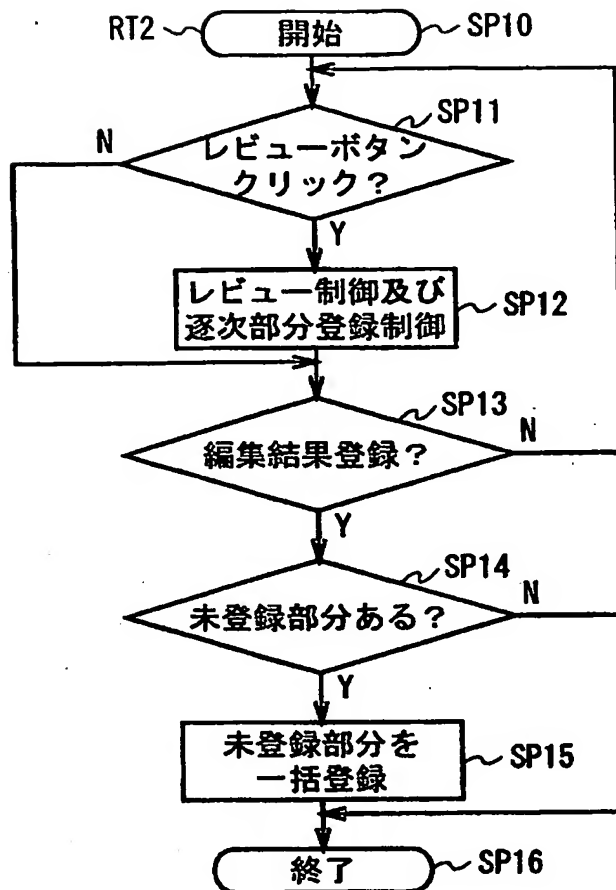 RT2 開始 SP10
SP11
N
レビューボタン
クリック？
Y
レビュー制御及び
逐次部分登録制御
SP12
SP13
編集結果登録？
N
Y
SP14
未登録部分ある？
N
Y
未登録部分を
一括登録
SP15
終了 SP16